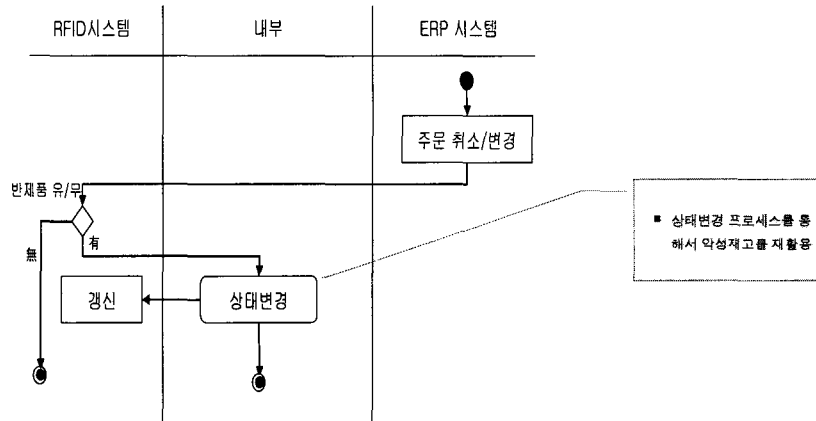 RFID시스템
내부
ERP 시스템
주문 취소/변경
반제품 유/무
無
有
갱신
상태변경
■ 상태변경 프로세스를 통
해서 악성재고를 재활용